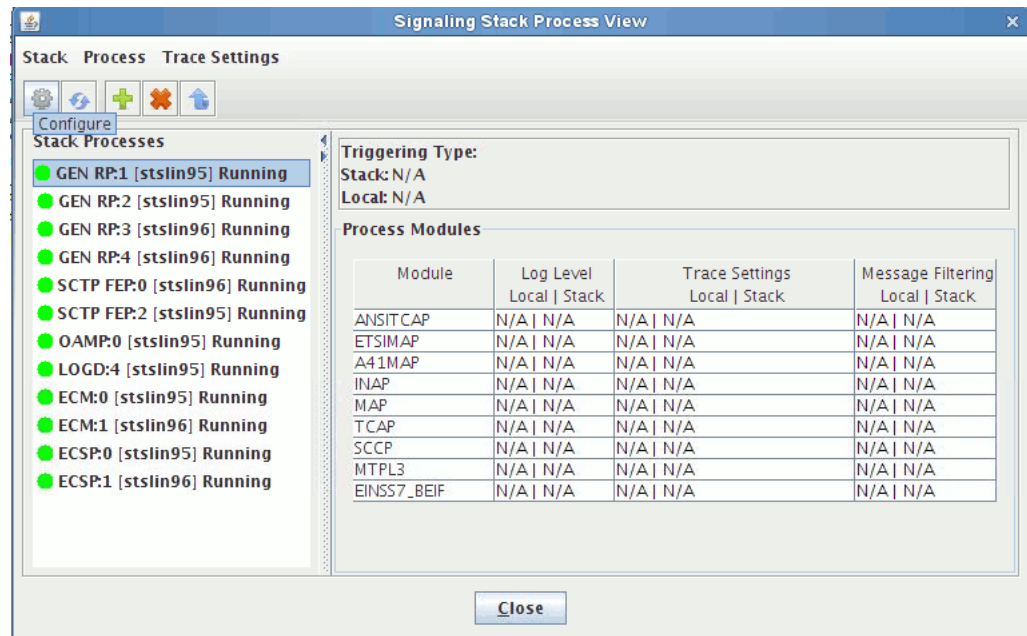 Signaling Stack Process View
Stack Process Trace Settings
Configure
Stack Processes
GEN RP:1 [stslin95] Running
GEN RP:2 [stslin95] Running
GEN RP:3 [stslin96] Running
GEN RP:4 [stslin96] Running
SCTP FEP:0 [stslin96] Running
SCTP FEP:2 [stslin95] Running
OAMP:0 [stslin95] Running
LOGD:4 [stslin95] Running
ECM:0 [stslin95] Running
ECM:1 [stslin96] Running
ECSP:0 [stslin95] Running
ECSP:1 [stslin96] Running
Triggering Type:
Stack: N/A
Local: N/A
Process Modules
Module Log Level Trace Settings Message Filtering
Local | Stack Local | Stack Local | Stack
ANSITCAP N/A | N/A N/A | N/A N/A | N/A
ETSIMAP N/A | N/A N/A | N/A N/A | N/A
A41MAP N/A | N/A N/A | N/A N/A | N/A
INAP N/A | N/A N/A | N/A N/A | N/A
MAP N/A | N/A N/A | N/A N/A | N/A
TCAP N/A | N/A N/A | N/A N/A | N/A
SCCP N/A | N/A N/A | N/A N/A | N/A
MTPL3 N/A | N/A N/A | N/A N/A | N/A
EINSS7_BEIF N/A | N/A N/A | N/A N/A | N/A
Close